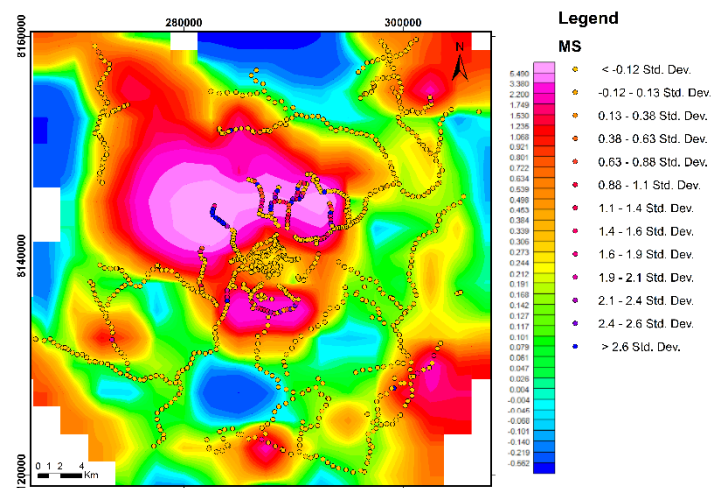 280000 300000
Legend
MS
8160000
N
5.490
3.380
2.200
1.749
1.430
1.235
1.068
0.921
0.801
0.722
0.634
0.539
0.498
0.453
0.384
0.339
0.306
0.273
0.244
0.212
0.191
0.168
0.142
0.127
0.117
0.101
0.079
0.061
0.047
0.026
0.004
-0.004
-0.046
-0.068
-0.101
-0.140
-0.219
-0.562
< -0.12 Std. Dev.
-0.12 - 0.13 Std. Dev.
0.13 - 0.38 Std. Dev.
0.38 - 0.63 Std. Dev.
0.63 - 0.88 Std. Dev.
0.88 - 1.1 Std. Dev.
1.1 - 1.4 Std. Dev.
1.4 - 1.6 Std. Dev.
1.6 - 1.9 Std. Dev.
1.9 - 2.1 Std. Dev.
2.1 - 2.4 Std. Dev.
2.4 - 2.6 Std. Dev.
> 2.6 Std. Dev.
8140000
0 1 2 4
Km